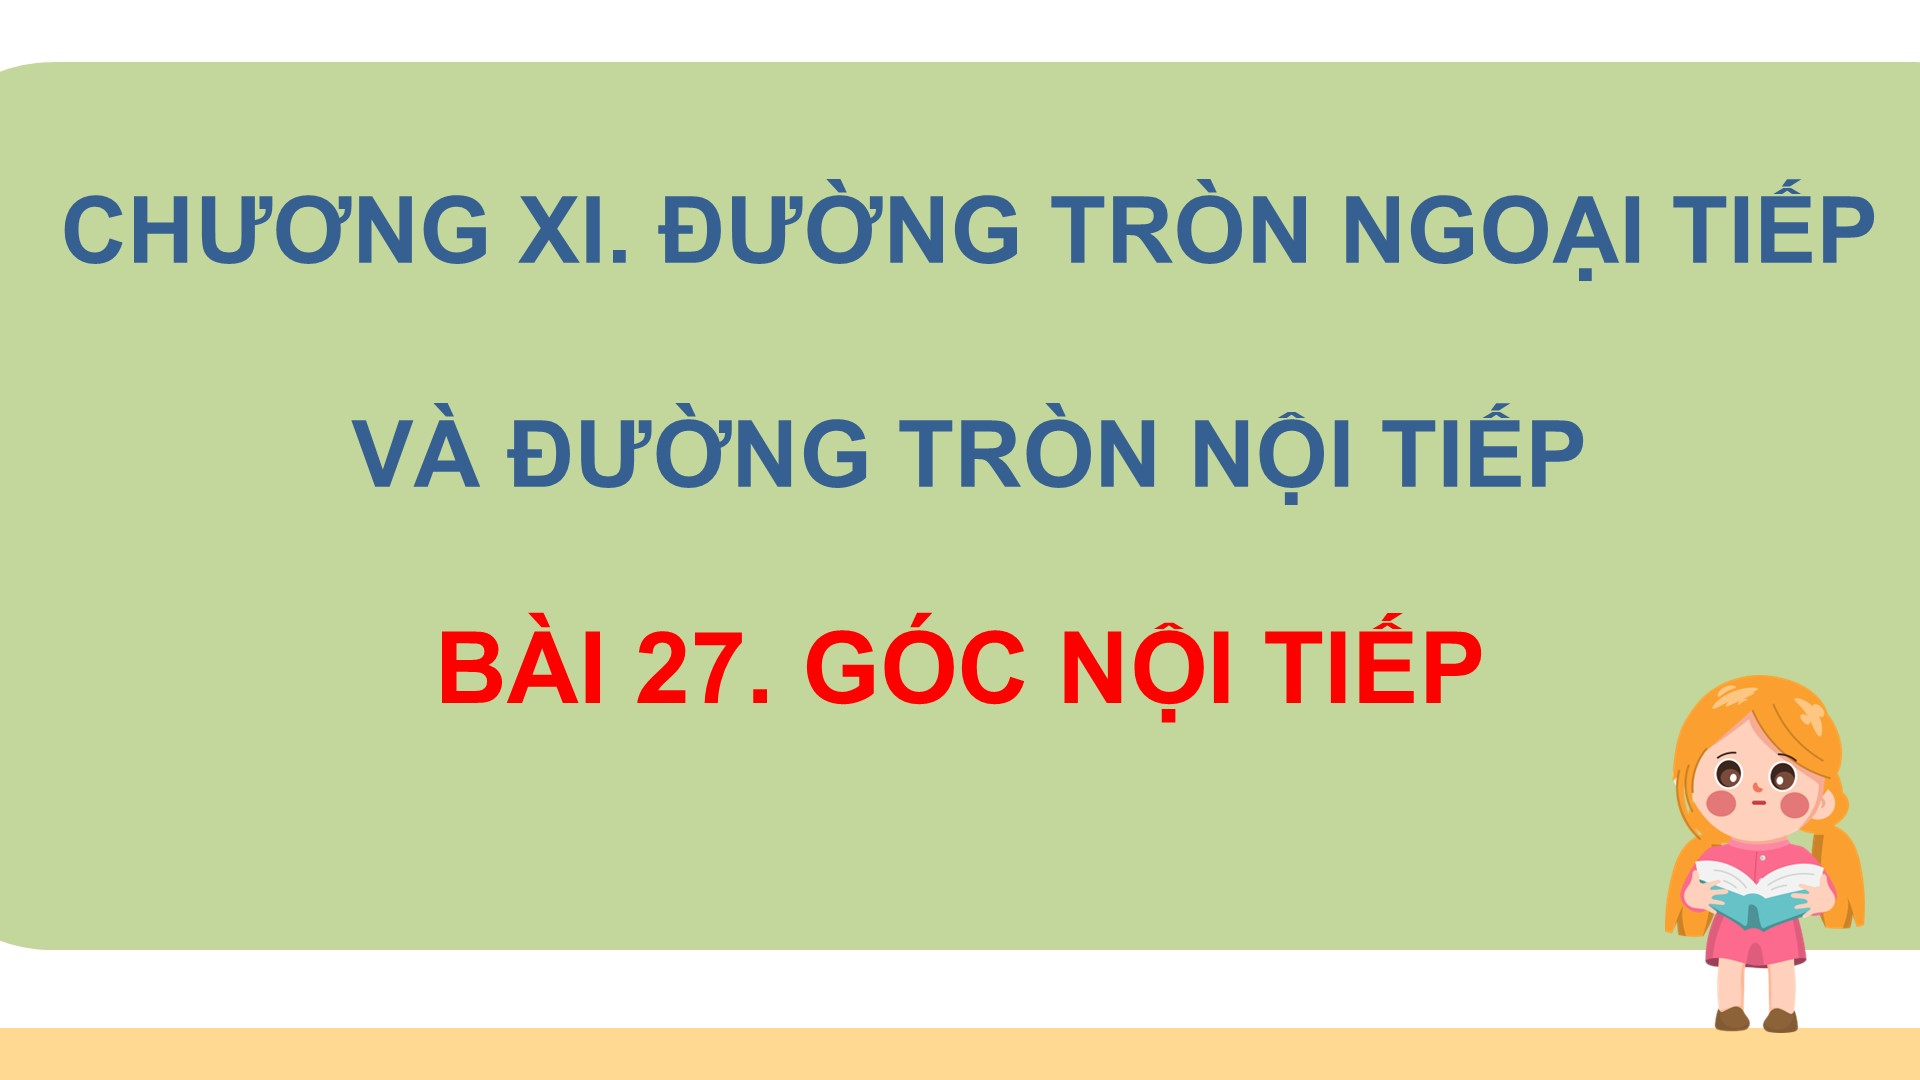 CHƯƠNG XI. ĐƯỜNG TRÒN NGOẠI TIẾP
VÀ ĐƯỜNG TRÒN NỘI TIẾP
BÀI 27. GÓC NỘI TIẾP